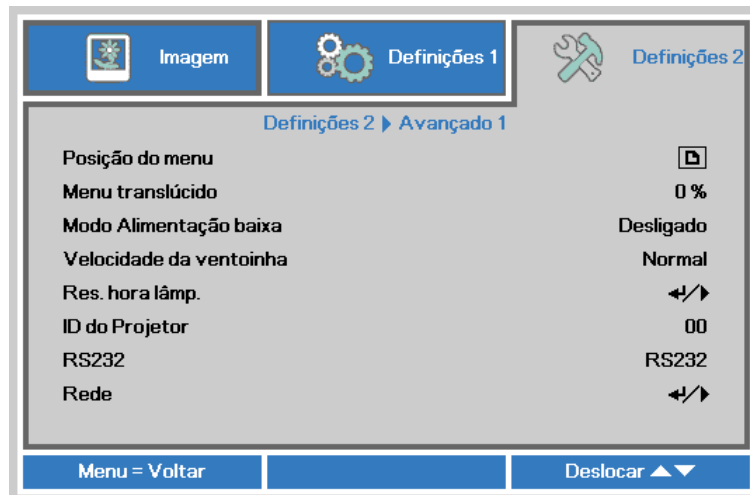 Imagem
Definições 1
Definições 2
Definições 2 Avançado 1
Posição do menu
Menu translúcido 0 %
Modo Alimentação baixa Desligado
Velocidade da ventoinha Normal
Res. hora lâmp.
ID do Projetor 00
RS232 RS232
Rede
Menu = Voltar Deslocar